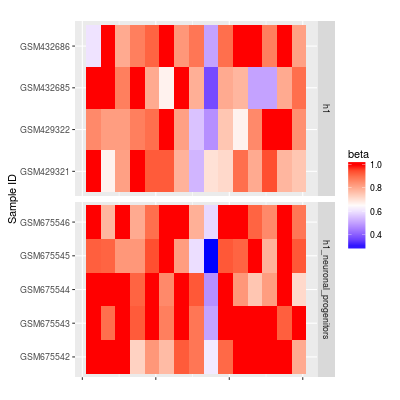 Sample ID
GSM432686
GSM432685
GSM429322
GSM429321
h1
GSM675546
GSM675545
GSM675544
GSM675543
GSM675542
h1_neuronal_progenitors
beta
1.0
0.8
0.6
0.4